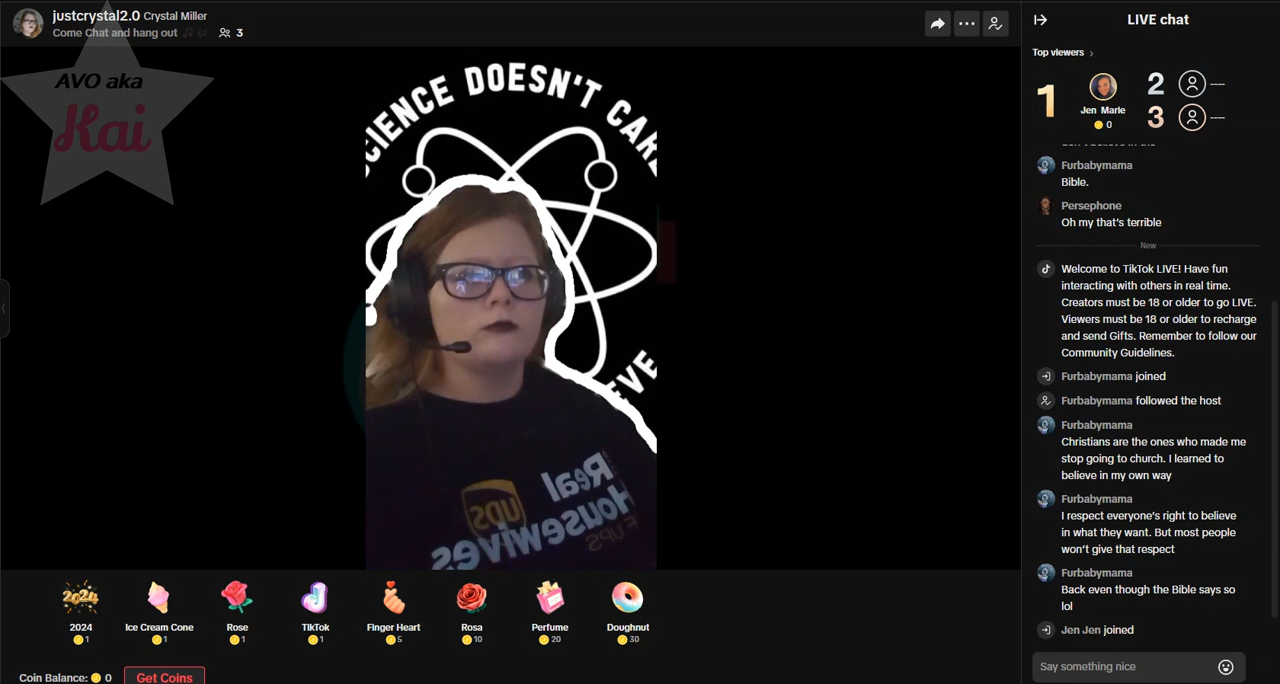 justcrystal2.0 Crystal Miller
Come Chat and hang out
3
AVO aka
Kai
SCIENCE DOESN'T CARE
EVE
Real
UPS
Housewives
F UPS
2024
1
Ice Cream Cone
1
Rose
1
TikTok
1
Finger Heart
5
Rosa
10
Perfume
20
Doughnut
30
Coin Balance: 0
Get Coins
LIVE chat
Top viewers
1
Jen Marie
0
2 ----
3 ----
Furbabymama
Bible.
Persephone
Oh my that's terrible
New
Welcome to TikTok LIVE! Have fun
interacting with others in real time.
Creators must be 18 or older to go LIVE.
Viewers must be 18 or older to recharge
and send Gifts. Remember to follow our
Community Guidelines.
Furbabymama joined
Furbabymama followed the host
Furbabymama
Christians are the ones who made me
stop going to church. I learned to
believe in my own way
Furbabymama
I respect everyone's right to believe
in what they want. But most people
won't give that respect
Furbabymama
Back even though the Bible says so
lol
Jen Jen joined
Say something nice